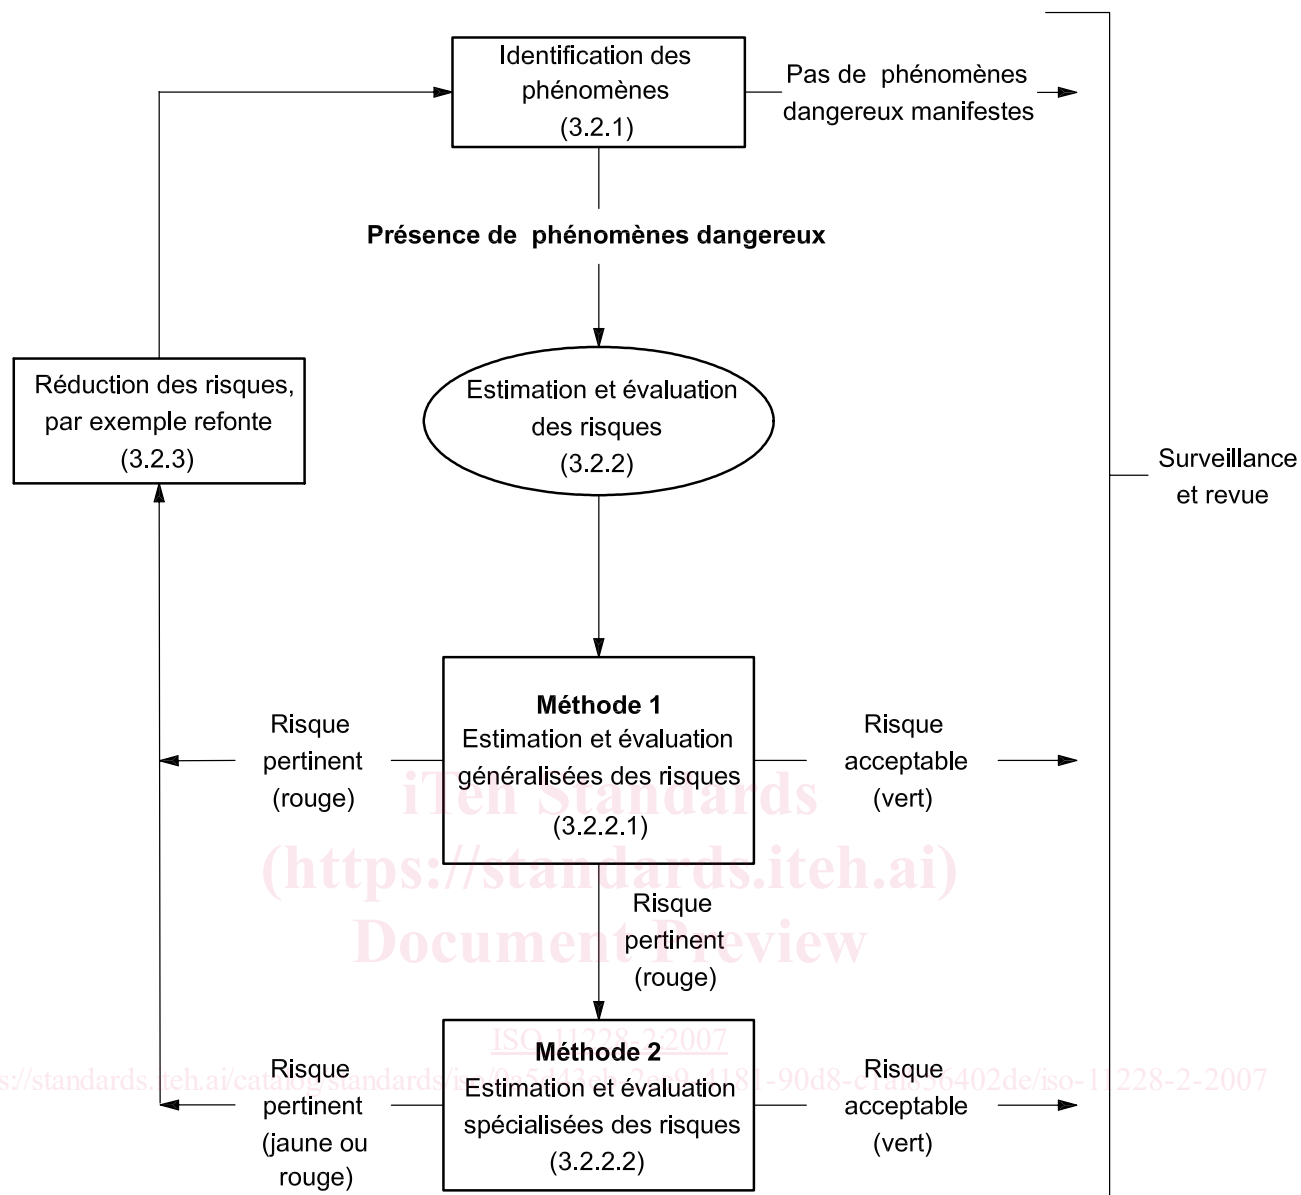 Identification des
phénomènes
(3.2.1)
Pas de phénomènes
dangereux manifestes
Présence de phénomènes dangereux
Réduction des risques,
par exemple refonte
(3.2.3)
Estimation et évaluation
des risques
(3.2.2)
Surveillance
et revue
Risque
pertinent
(rouge)
Méthode 1
Estimation et évaluation
généralisées des risques
(3.2.2.1)
Risque
acceptable
(vert)
iTeh Standards
(https://standards.iteh.ai)
Document Preview
Risque
pertinent
(rouge)
ISO 11228-2:2007
Risque
pertinent
(jaune ou
rouge)
Méthode 2
Estimation et évaluation
spécialisées des risques
(3.2.2.2)
Risque
acceptable
(vert)